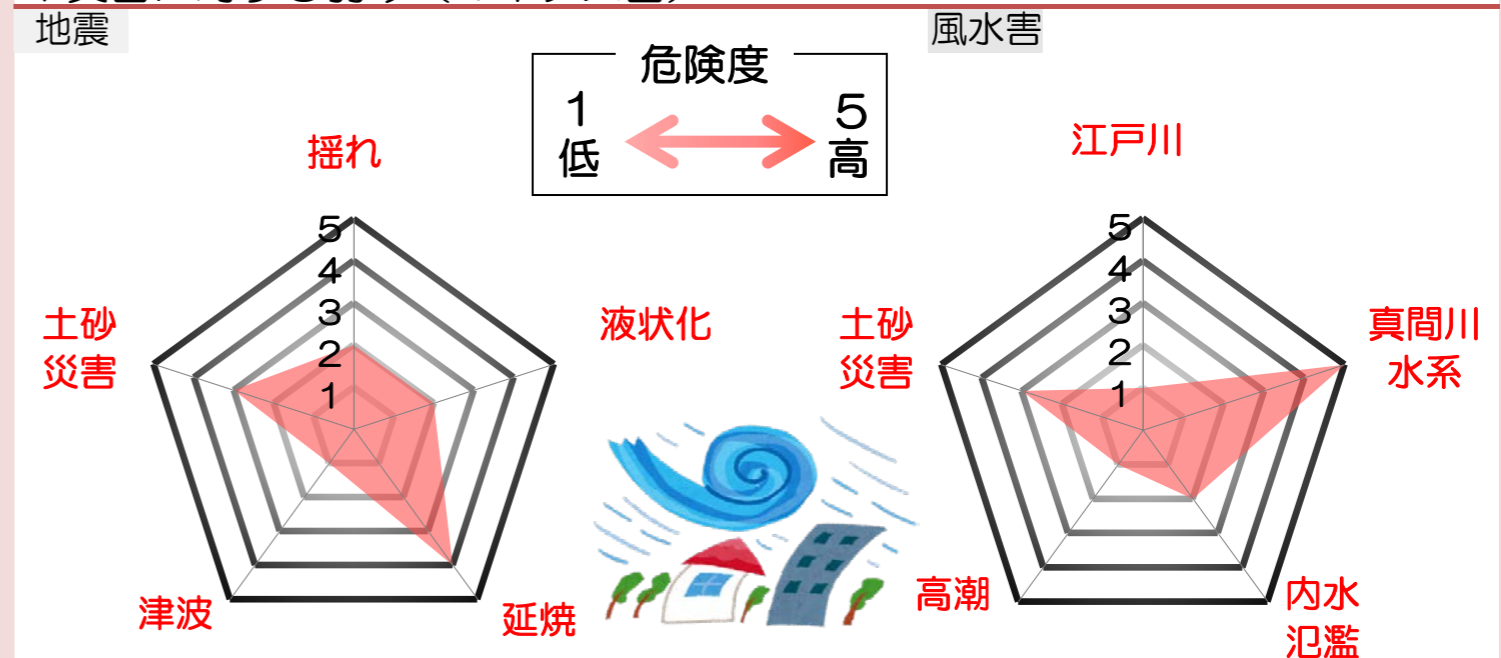 地震
風水害
危険度
1 5
低 高
揺れ
5
4
3
2
1
土砂
災害
液状化
津波
延焼
江戸川
5
4
3
2
1
土砂
災害
真間川
水系
高潮
内水
氾濫